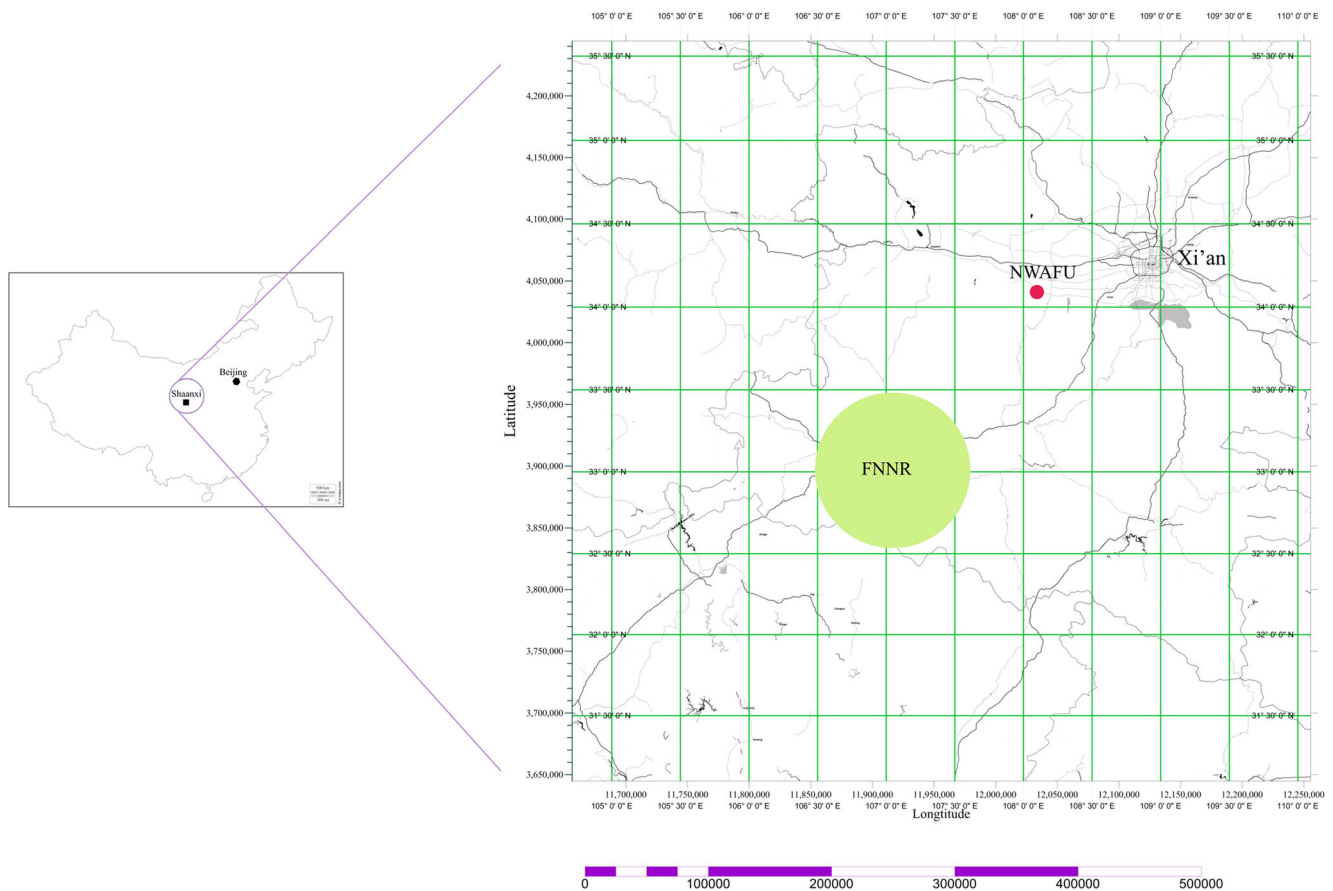 105° 0' 0" E 105° 30' 0" E 106° 0' 0" E 106° 30' 0" E 107° 0' 0" E 107° 30' 0" E 108° 0' 0" E 108° 30' 0" E 109° 0' 0" E 109° 30' 0" E 110° 0' 0" E
35° 30' 0" N 35° 30' 0" N
4,200,000
4,150,000
35° 0' 0" N 35° 0' 0" N
4,100,000
34° 30' 0" N 34° 30' 0" N
Xi'an
NWAFU
4,050,000
34° 0' 0" N 34° 0' 0" N
4,000,000
Beijing
Shaanxi
33° 30' 0" N 33° 30' 0" N
Latitude
3,950,000
FNNR
3,900,000
33° 0' 0" N 33° 0' 0" N
500 km
300 mi
3,850,000
32° 30' 0" N 32° 30' 0" N
3,800,000
32° 0' 0" N 32° 0' 0" N
3,750,000
3,700,000
31° 30' 0" N 31° 30' 0" N
3,650,000
11,700,000 11,750,000 11,800,000 11,850,000 11,900,000 11,950,000 12,000,000 12,050,000 12,100,000 12,150,000 12,200,000 12,250,000
105° 0' 0" E 105° 30' 0" E 106° 0' 0" E 106° 30' 0" E 107° 0' 0" E 107° 30' 0" E 108° 0' 0" E 108° 30' 0" E 109° 0' 0" E 109° 30' 0" E 110° 0' 0" E
Longtitude
0 100000 200000 300000 400000 500000